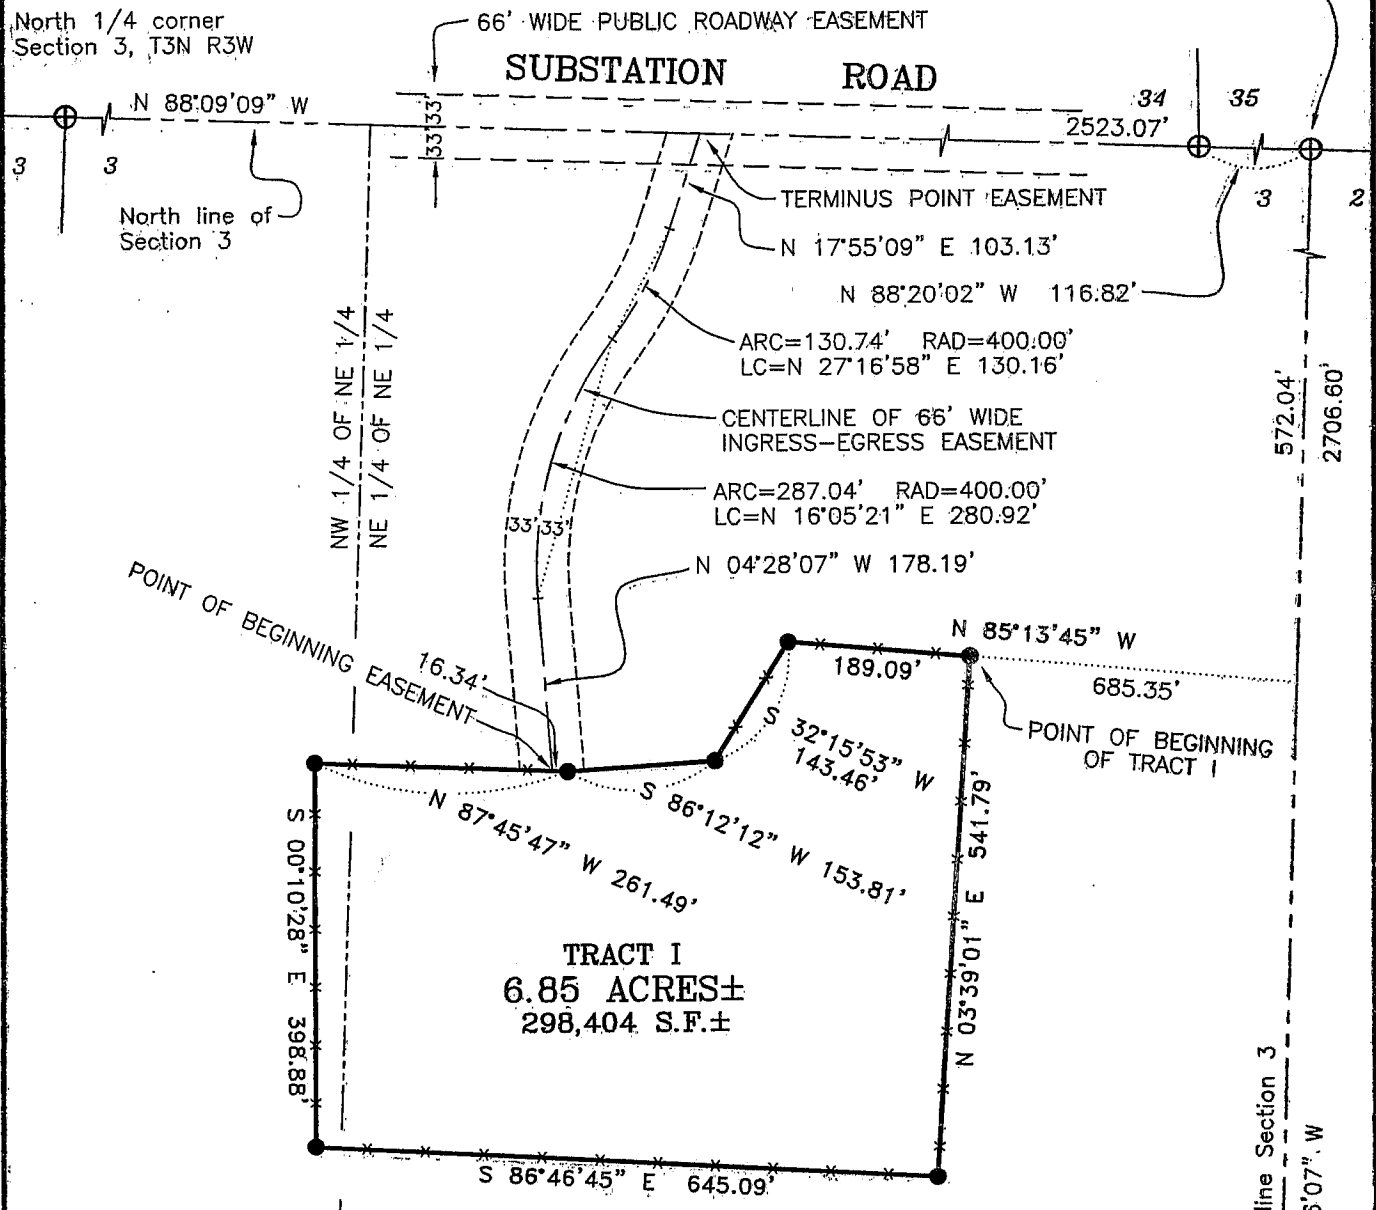 North 1/4 corner
Section 3, T3N R3W
66' WIDE PUBLIC ROADWAY EASEMENT
SUBSTATION ROAD
N 88°09'09" W
33'
33'
34
35
2523.07'
3
3
3
2
North line of
Section 3
TERMINUS POINT EASEMENT
N 17°55'09" E 103.13'
N 88°20'02" W 116.82'
ARC=130.74' RAD=400.00'
LC=N 27°16'58" E 130.16'
NW 1/4 OF NE 1/4
NE 1/4 OF NE 1/4
CENTERLINE OF 66' WIDE
INGRESS-EGRESS EASEMENT
572.04'
2706.60'
ARC=287.04' RAD=400.00'
LC=N 16°05'21" E 280.92'
33'
33'
N 04°28'07" W 178.19'
POINT OF BEGINNING EASEMENT
16.34'
N 85°13'45" W
189.09'
685.35'
POINT OF BEGINNING
OF TRACT I
S 32°15'53" W
143.46'
S 86°12'12" W 153.81'
N 87°45'47" W 261.49'
S 00°10'28" E 398.88'
N 03°39'01" E 541.79'
TRACT I
6.85 ACRES±
298,404 S.F.±
S 86°46'45" E 645.09'
line Section 3
6'07" W